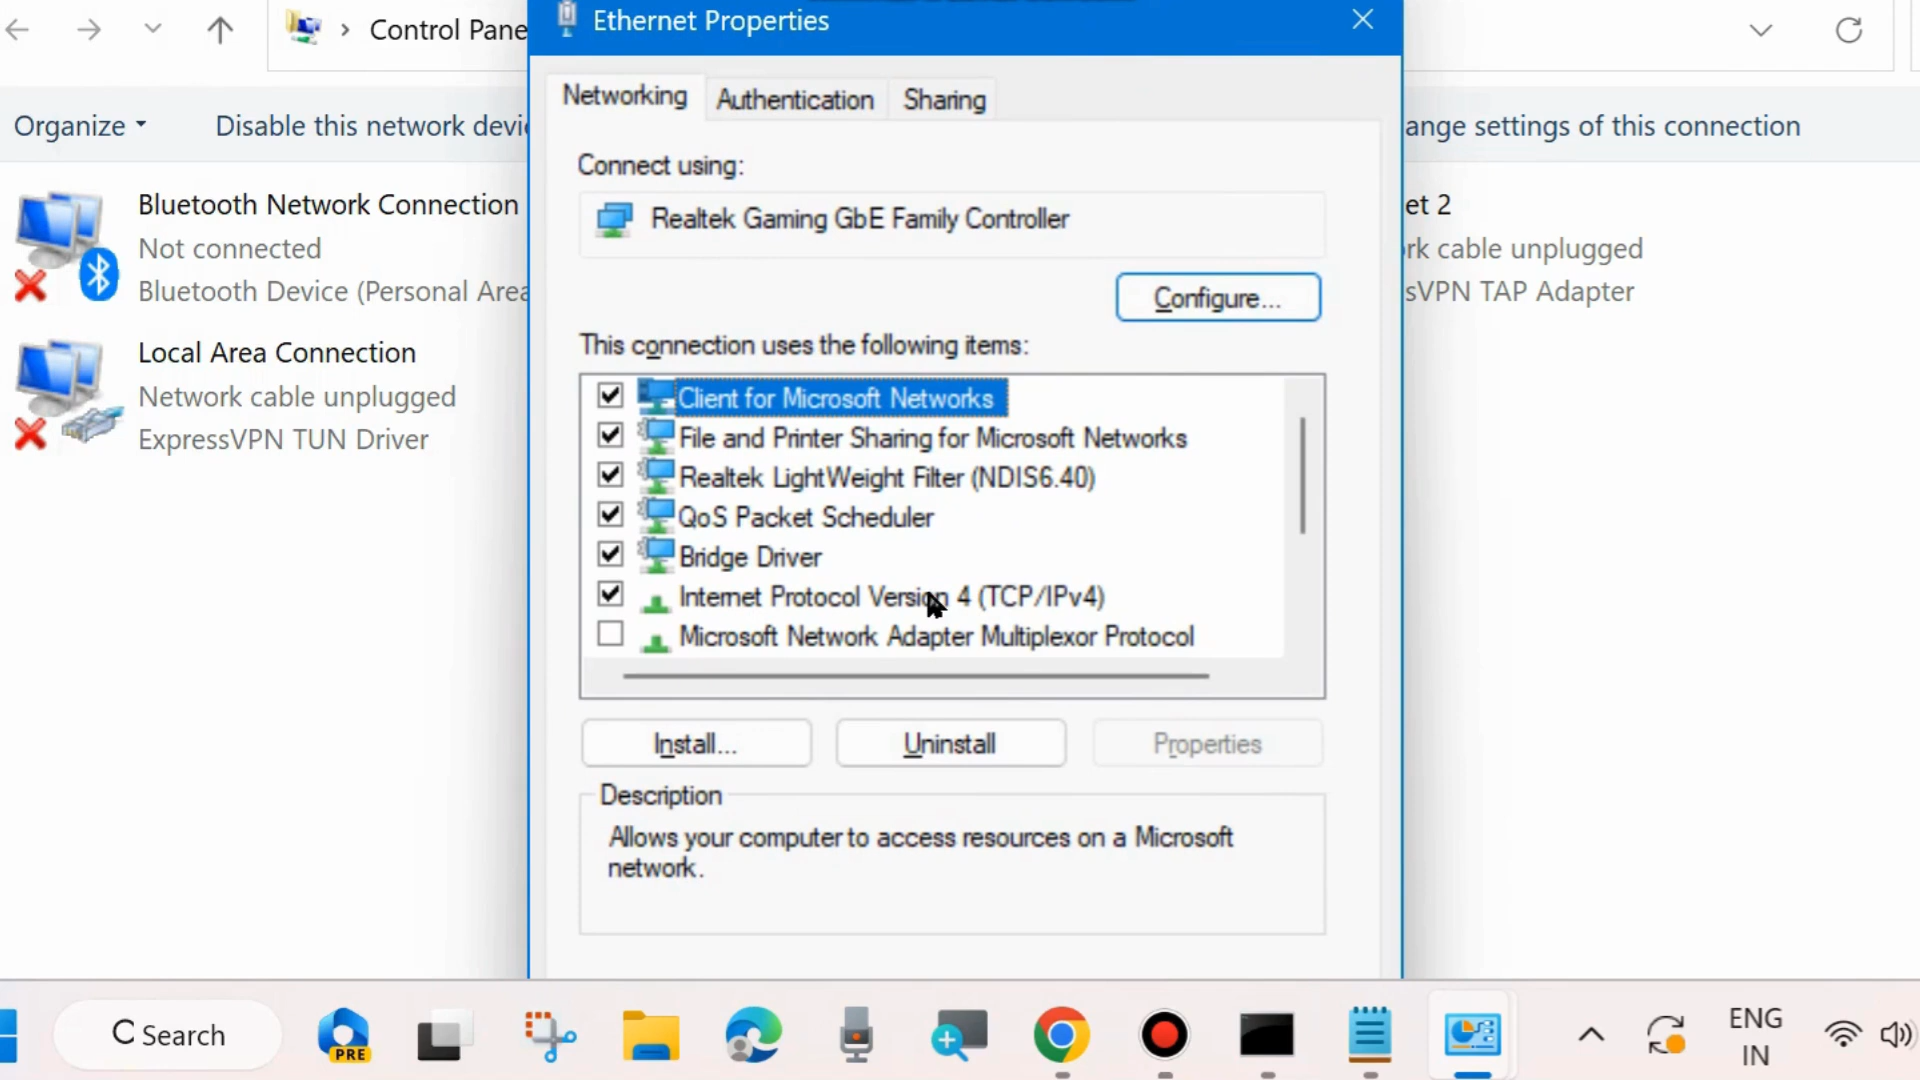 Control Pane
Ethernet Properties
Organize
Disable this network devi
ange settings of this connection
Networking
Authentication
Sharing
Bluetooth Network Connection
Not connected
Bluetooth Device (Personal Area
Local Area Connection
Network cable unplugged
ExpressVPN TUN Driver
Connect using:
Realtek Gaming GbE Family Controller
Configure...
This connection uses the following items:
Client for Microsoft Networks
File and Printer Sharing for Microsoft Networks
Realtek LightWeight Filter (NDIS6.40)
QoS Packet Scheduler
Bridge Driver
Internet Protocol Version 4 (TCP/IPv4)
Microsoft Network Adapter Multiplexor Protocol
Install...
Uninstall
Properties
Description
Allows your computer to access resources on a Microsoft
network.
et 2
rk cable unplugged
sVPN TAP Adapter
Search
PRE
ENG
IN